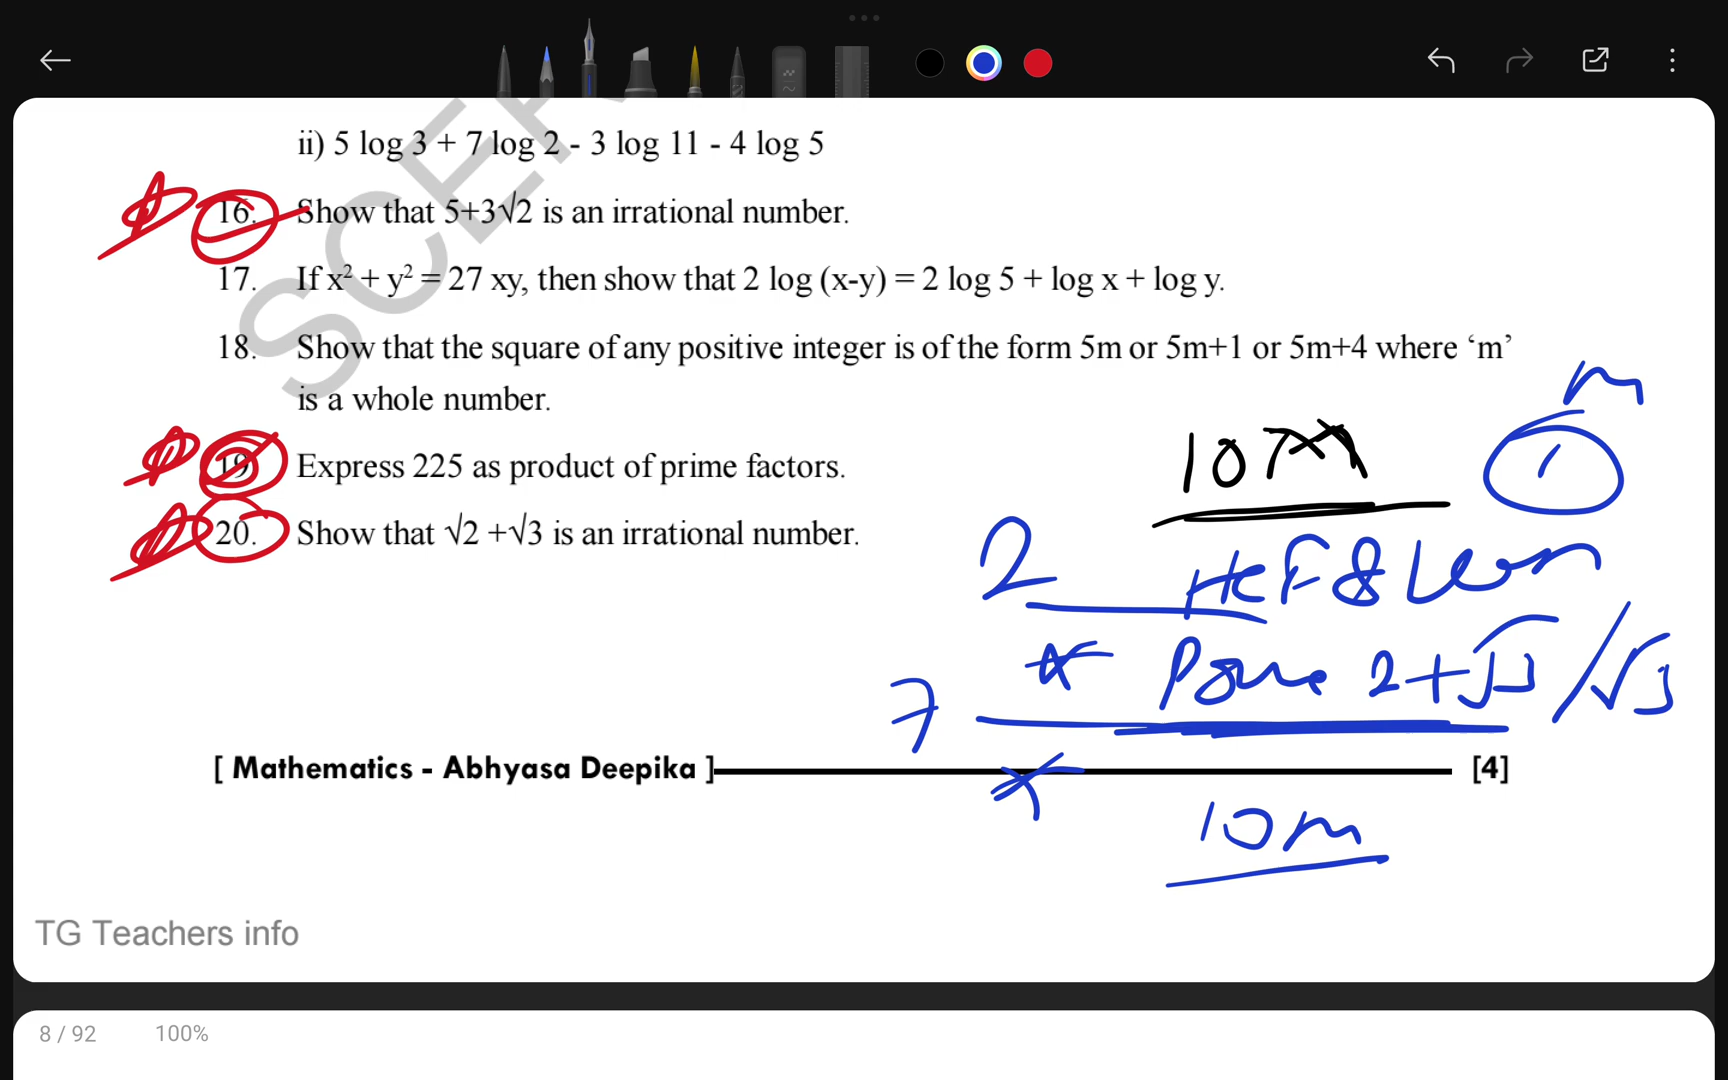 ii) 5 log 3 + 7 log 2 - 3 log 11 - 4 log 5
16. Show that 5+3√2 is an irrational number.
17. If x² + y² = 27 xy, then show that 2 log (x-y) = 2 log 5 + log x + log y.
18. Show that the square of any positive integer is of the form 5m or 5m+1 or 5m+4 where ‘m’
is a whole number.
m
1
10
19. Express 225 as product of prime factors.
20. Show that √2 +√3 is an irrational number.
2 HCF & Lcm
7 2+√3 /√3
[ Mathematics - Abhyasa Deepika ] [4]
10m
TG Teachers info
8 / 92 100%